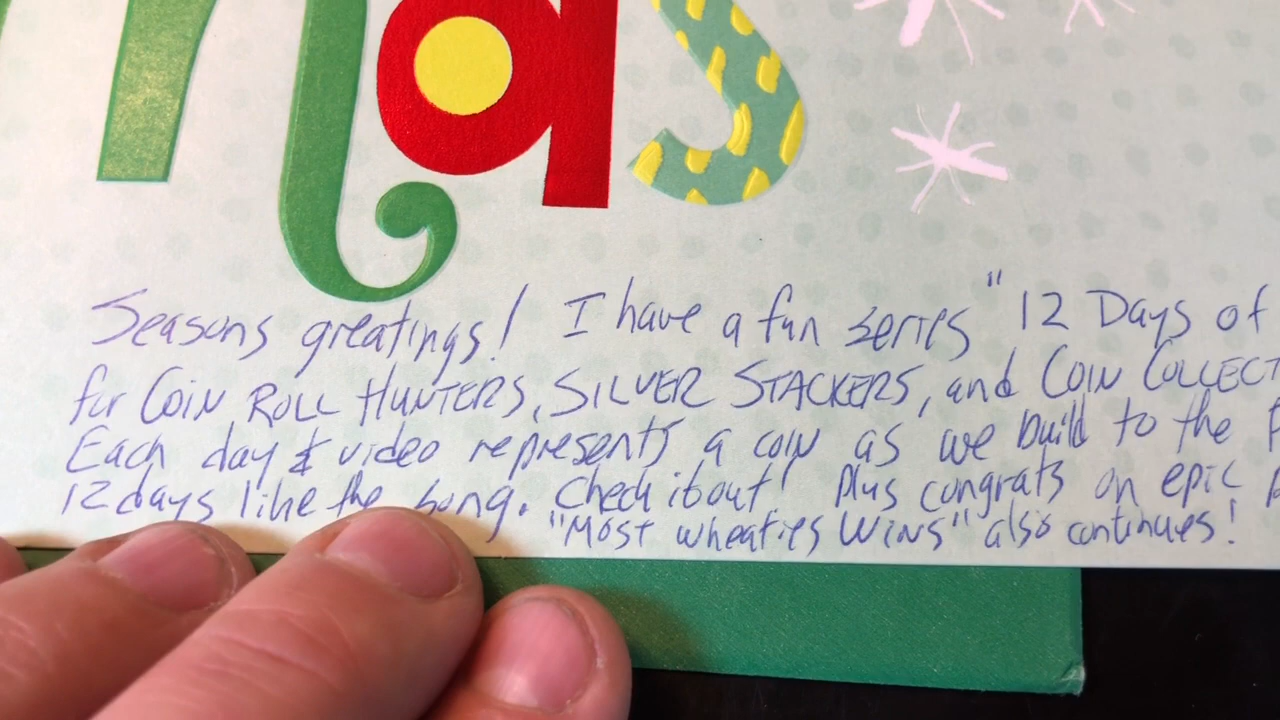 mas
Seasons greetings! I have a fun series "12 Days of
for COIN ROLL HUNTERS, SILVER STACKERS, and COIN COLLECT
Each day & video represents a coin as we build to the
12 days like the song. Check it out! Plus congrats on epic
"Most wheaties WINS" also continues!